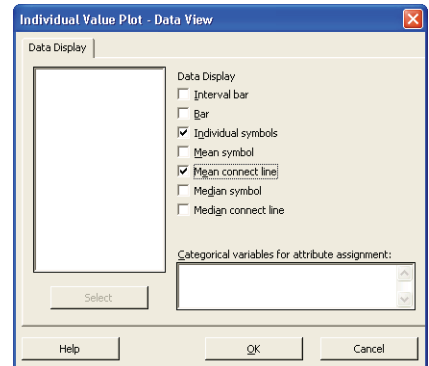 Individual Value Plot - Data View
Data Display
Data Display
Interval bar
Bar
Individual symbols
Mean symbol
Mean connect line
Median symbol
Median connect line
Categorical variables for attribute assignment:
Select
Help
OK
Cancel